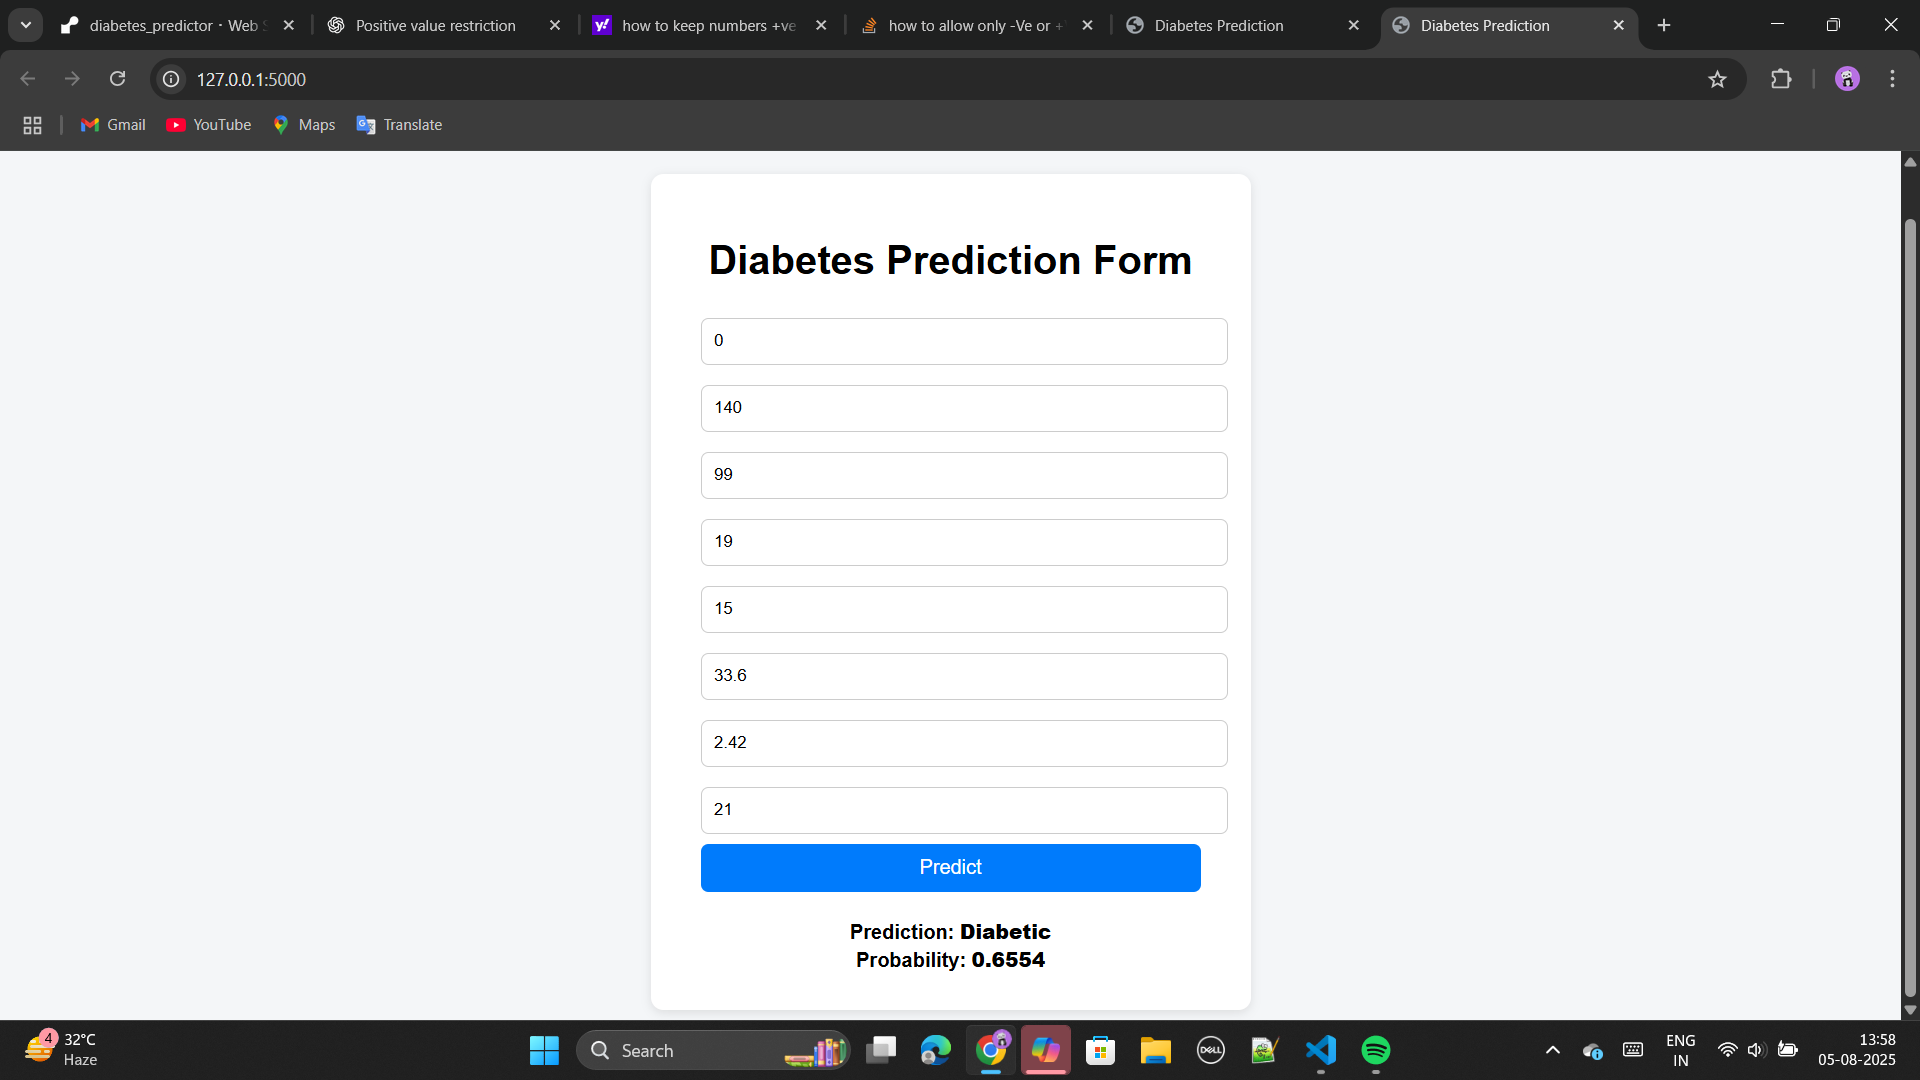 diabetes_predictor · Web S
Positive value restriction
how to keep numbers +ve
how to allow only -Ve or +
Diabetes Prediction
Diabetes Prediction
127.0.0.1:5000
Gmail
YouTube
Maps
Translate
Diabetes Prediction Form
0
140
99
19
15
33.6
2.42
21
Predict
Prediction: Diabetic
Probability: 0.6554
4
32°C
Haze
Search
DELL
ENG
IN
13:58
05-08-2025